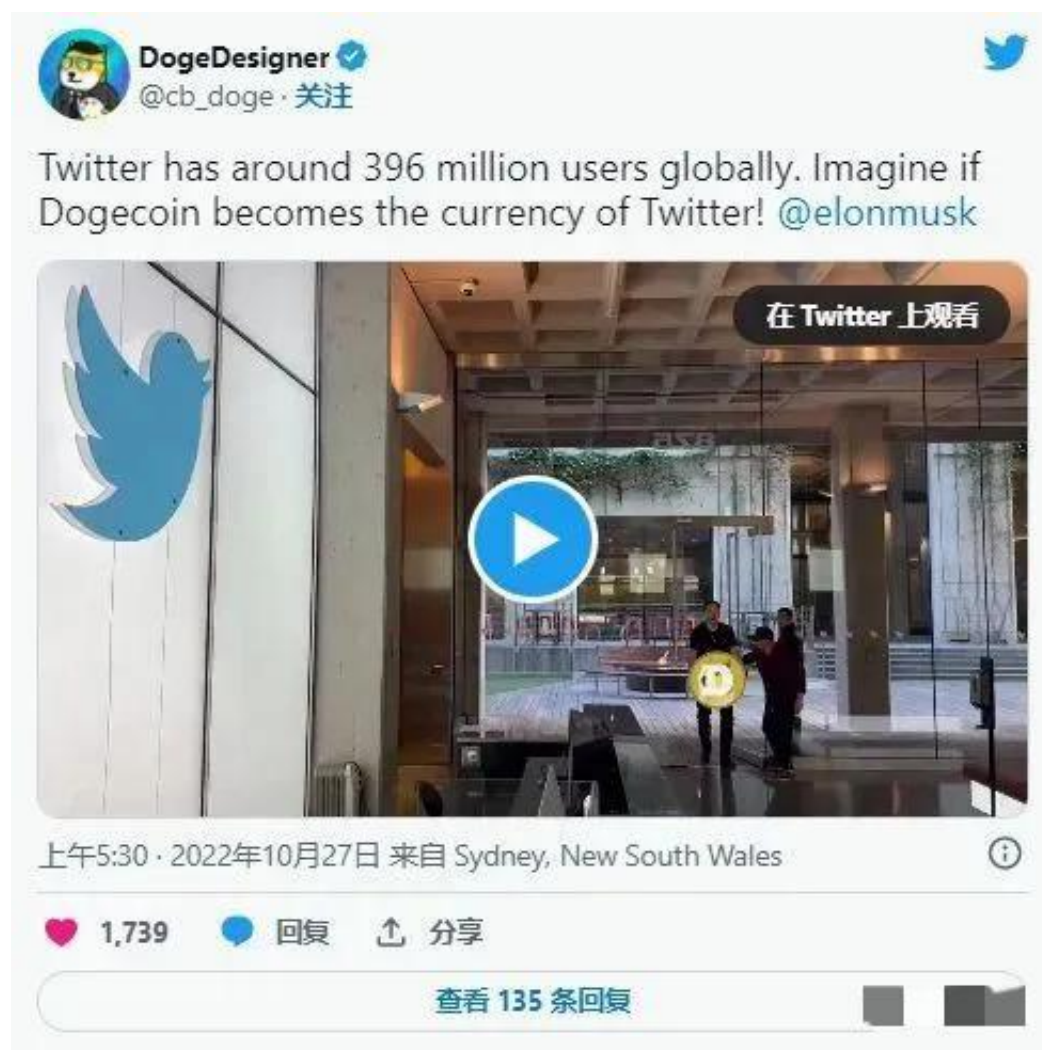 DogeDesigner
@cb_doge · 关注
Twitter has around 396 million users globally. Imagine if
Dogecoin becomes the currency of Twitter! @elonmusk
在 Twitter 上观看
825
上午5:30 · 2022年10月27日 来自 Sydney, New South Wales
1,739 回复 分享
查看 135 条回复